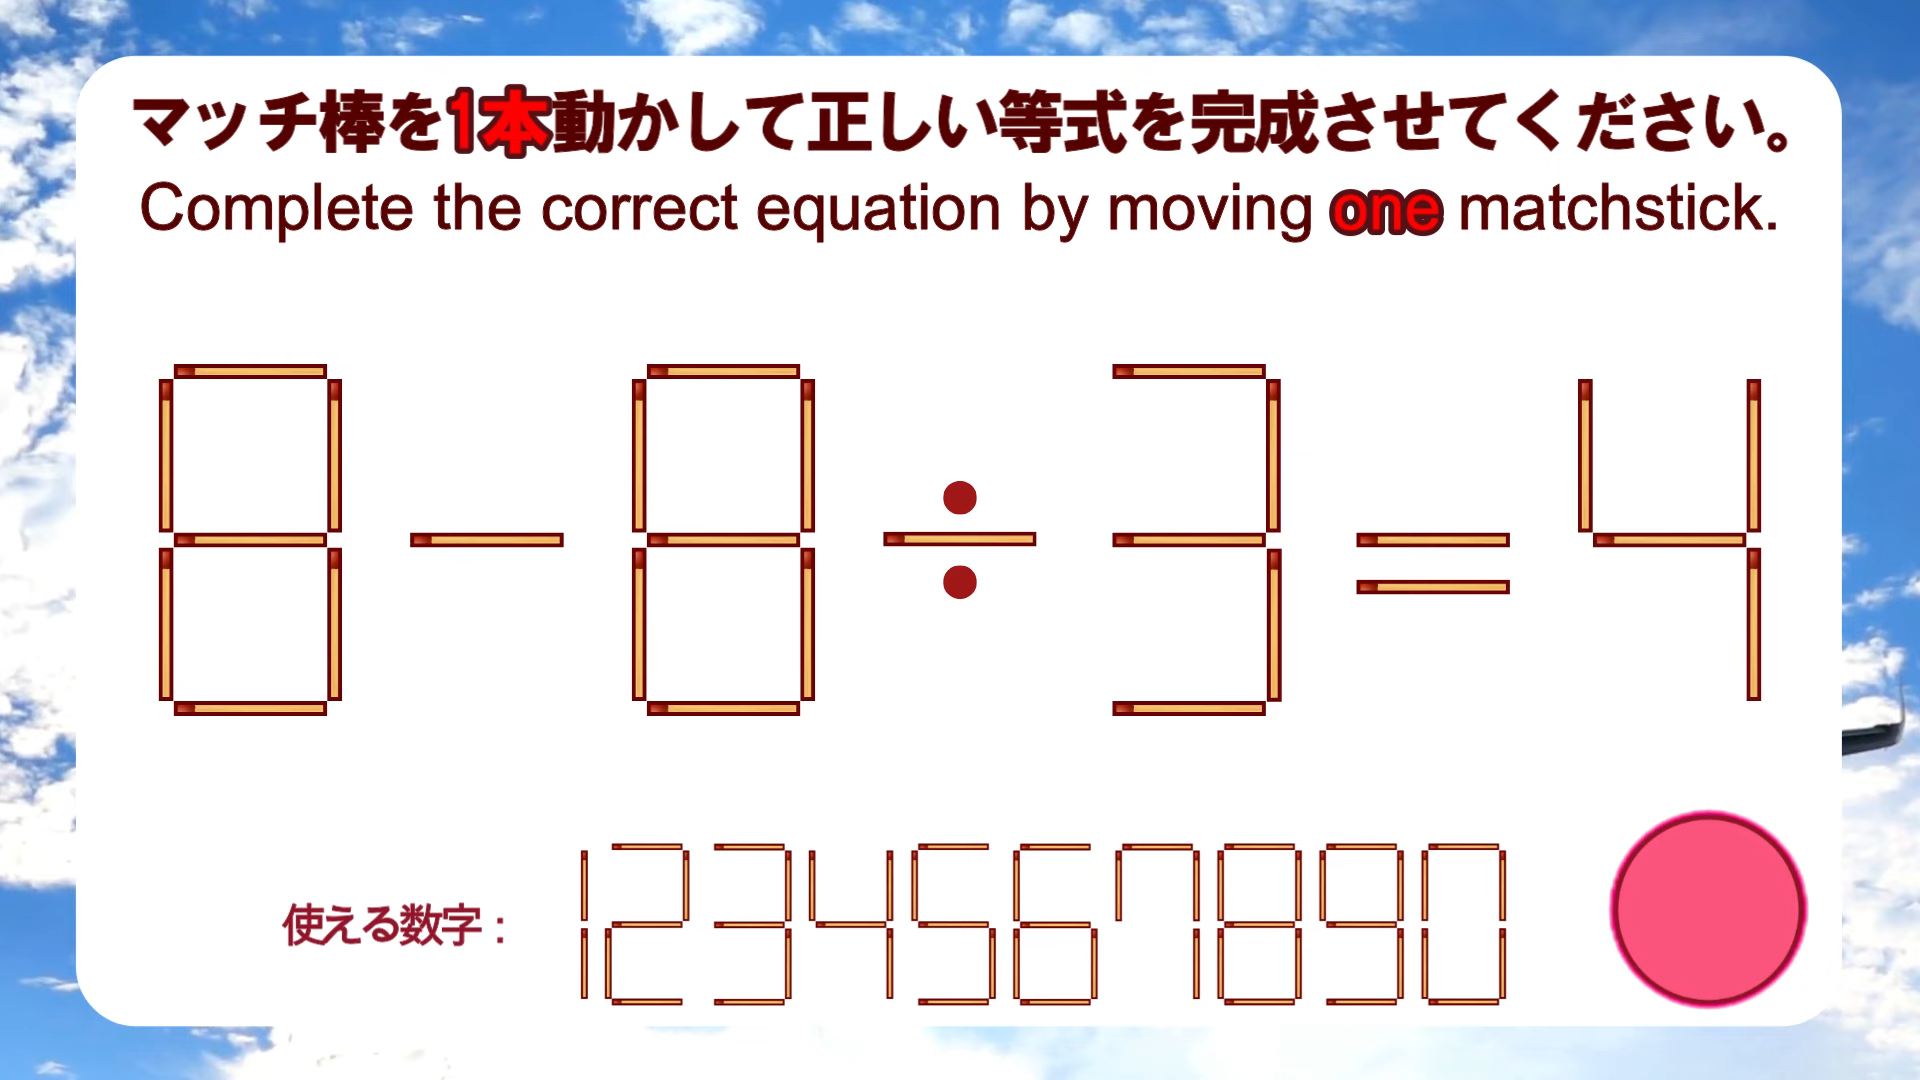 マッチ棒を1本動かして正しい等式を完成させてください。
Complete the correct equation by moving one matchstick.
8-8÷3=4
使える数字： 1234567890